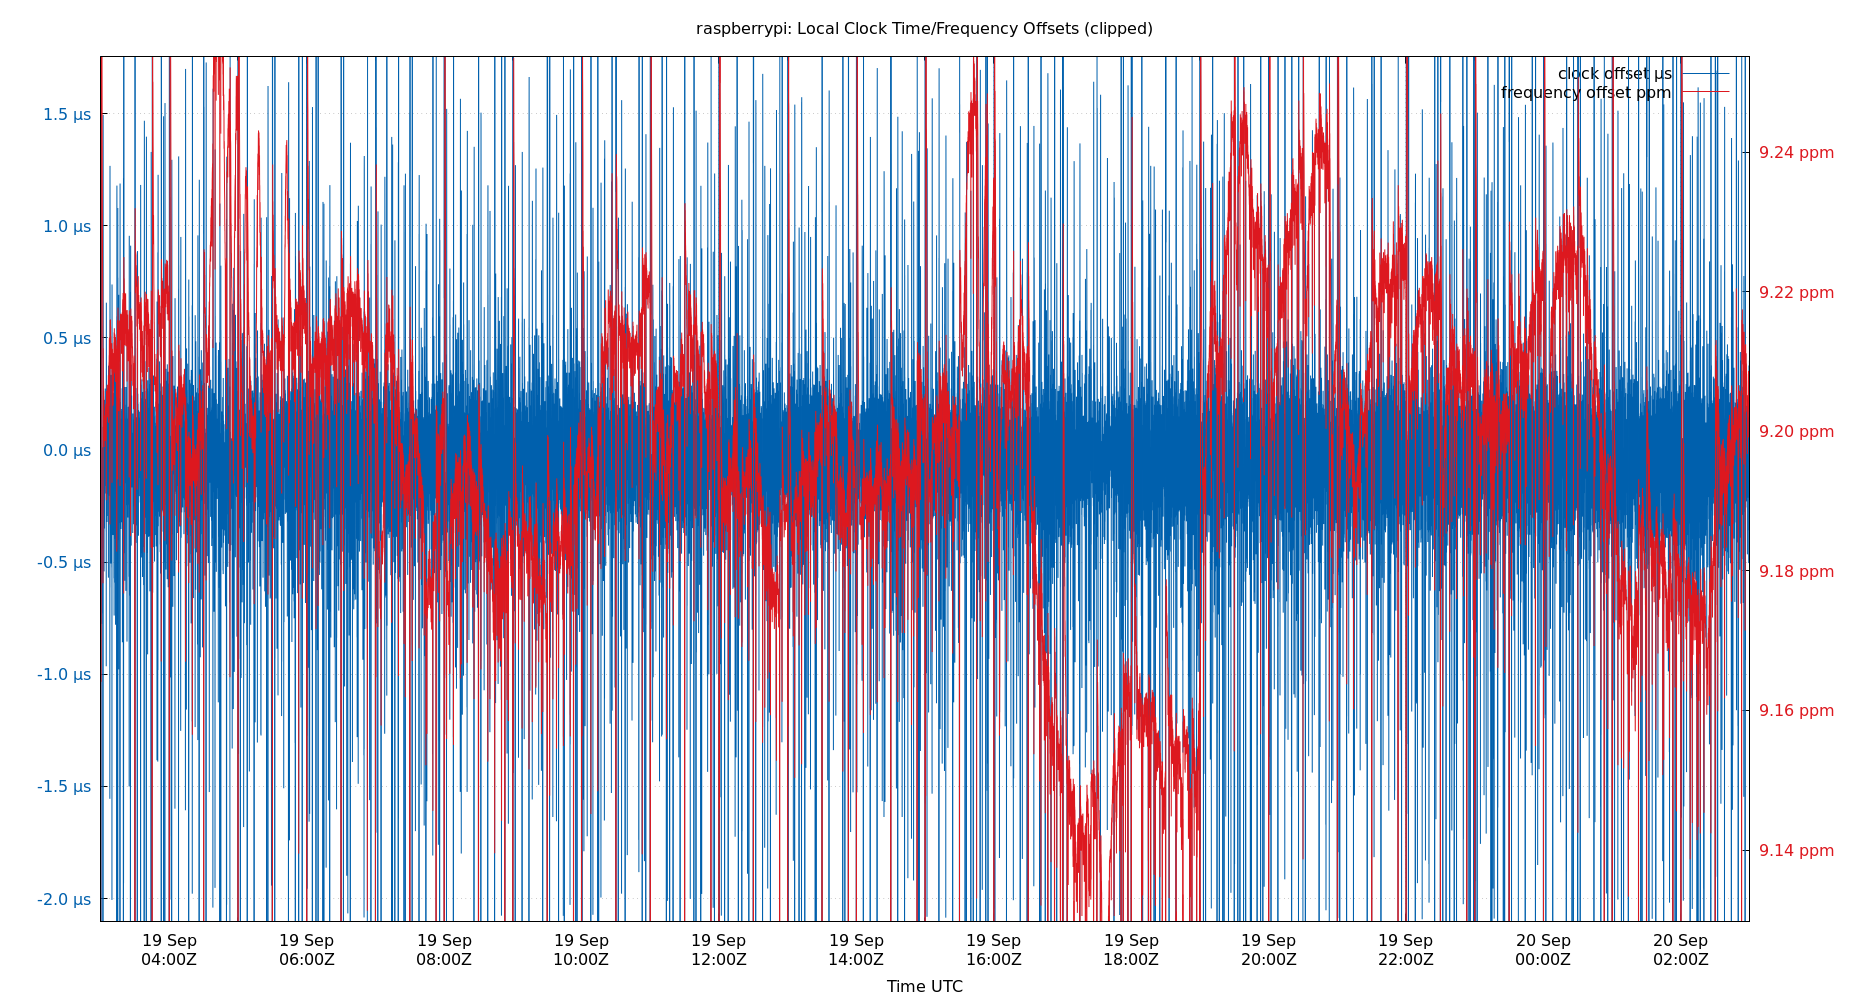 raspberrypi: Local Clock Time/Frequency Offsets (clipped)
clock offset µs
frequency offset ppm
1.5 µs
1.0 µs
0.5 µs
0.0 µs
-0.5 µs
-1.0 µs
-1.5 µs
-2.0 µs
9.24 ppm
9.22 ppm
9.20 ppm
9.18 ppm
9.16 ppm
9.14 ppm
19 Sep
04:00Z
19 Sep
06:00Z
19 Sep
08:00Z
19 Sep
10:00Z
19 Sep
12:00Z
19 Sep
14:00Z
19 Sep
16:00Z
19 Sep
18:00Z
19 Sep
20:00Z
19 Sep
22:00Z
20 Sep
00:00Z
20 Sep
02:00Z
Time UTC